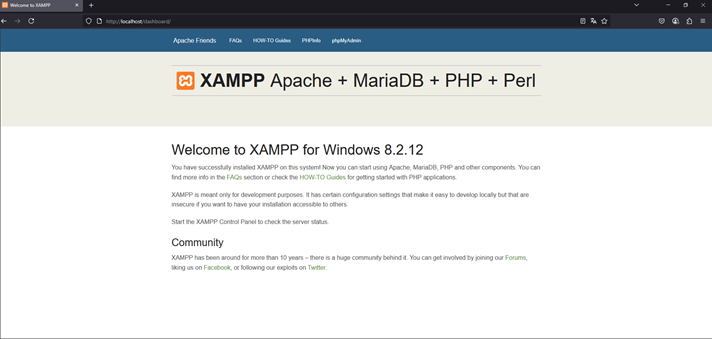 Welcome to XAMPP
http://localhost/dashboard/
Apache Friends FAQs HOW-TO Guides PHPInfo phpMyAdmin
XAMPP Apache + MariaDB + PHP + Perl
Welcome to XAMPP for Windows 8.2.12
You have successfully installed XAMPP on this system! Now you can start using Apache, MariaDB, PHP and other components. You can
find more info in the FAQs section or check the HOW-TO Guides for getting started with PHP applications.
XAMPP is meant only for development purposes. It has certain configuration settings that make it easy to develop locally but that are
insecure if you want to have your installation accessible to others.
Start the XAMPP Control Panel to check the server status.
Community
XAMPP has been around for more than 10 years – there is a huge community behind it. You can get involved by joining our Forums,
liking us on Facebook, or following our exploits on Twitter.